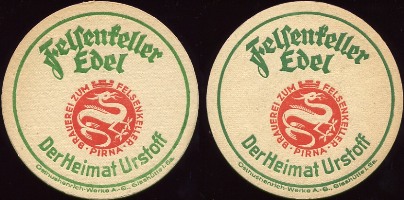 Felsenkeller
Edel
BRAUEREI ZUM FELSENKELLER
PIRNA
Der Heimat Urstoff
Felsenkeller
Edel
BRAUEREI ZUM FELSENKELLER
PIRNA
Der Heimat Urstoff